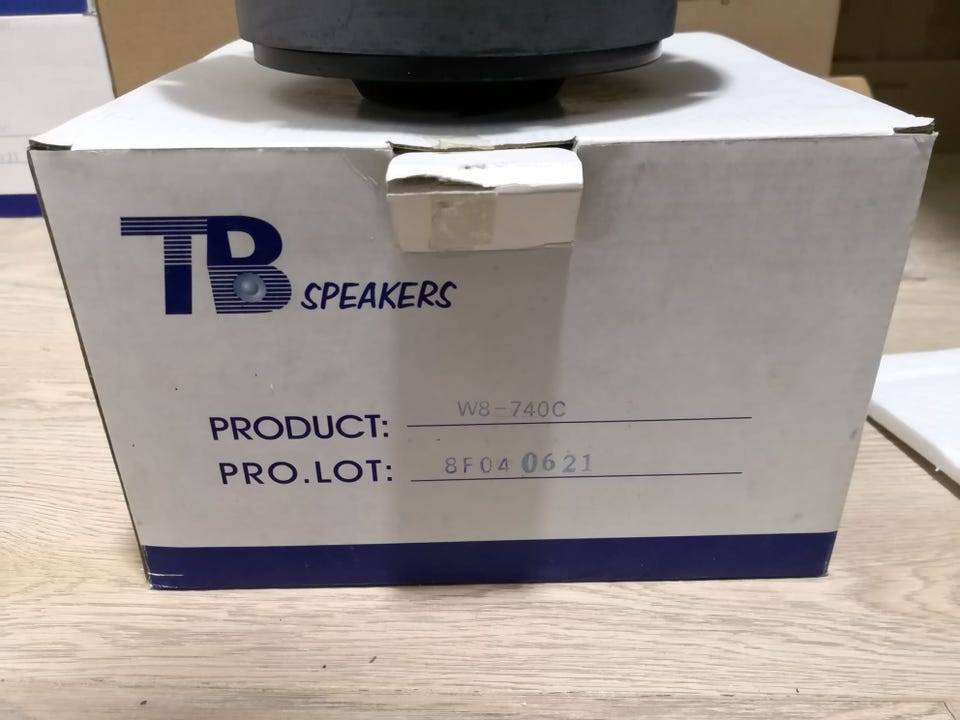 TB SPEAKERS
PRODUCT: W8-740C
PRO.LOT: 8F04 0621